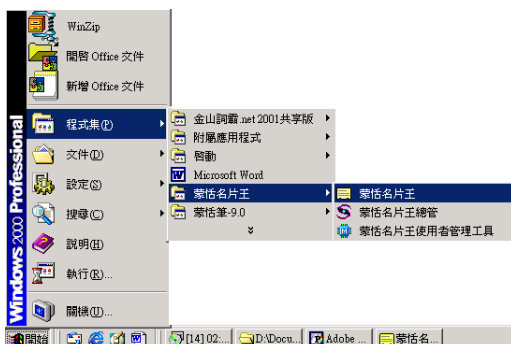 WinZip
開啓 Office 文件
新增 Office 文件
程式集(P)
文件(D)
設定(S)
搜尋(C)
說明(H)
執行(R)...
關機(U)...
Windows 2000 Professional
金山詞霸.net 2001共享版
附屬應用程式
啓動
Microsoft Word
蒙恬名片王
蒙恬筆-9.0
蒙恬名片王
蒙恬名片王總管
蒙恬名片王使用者管理工具
開始
[14] 02:...
D:\Docu...
Adobe ...
蒙恬名...